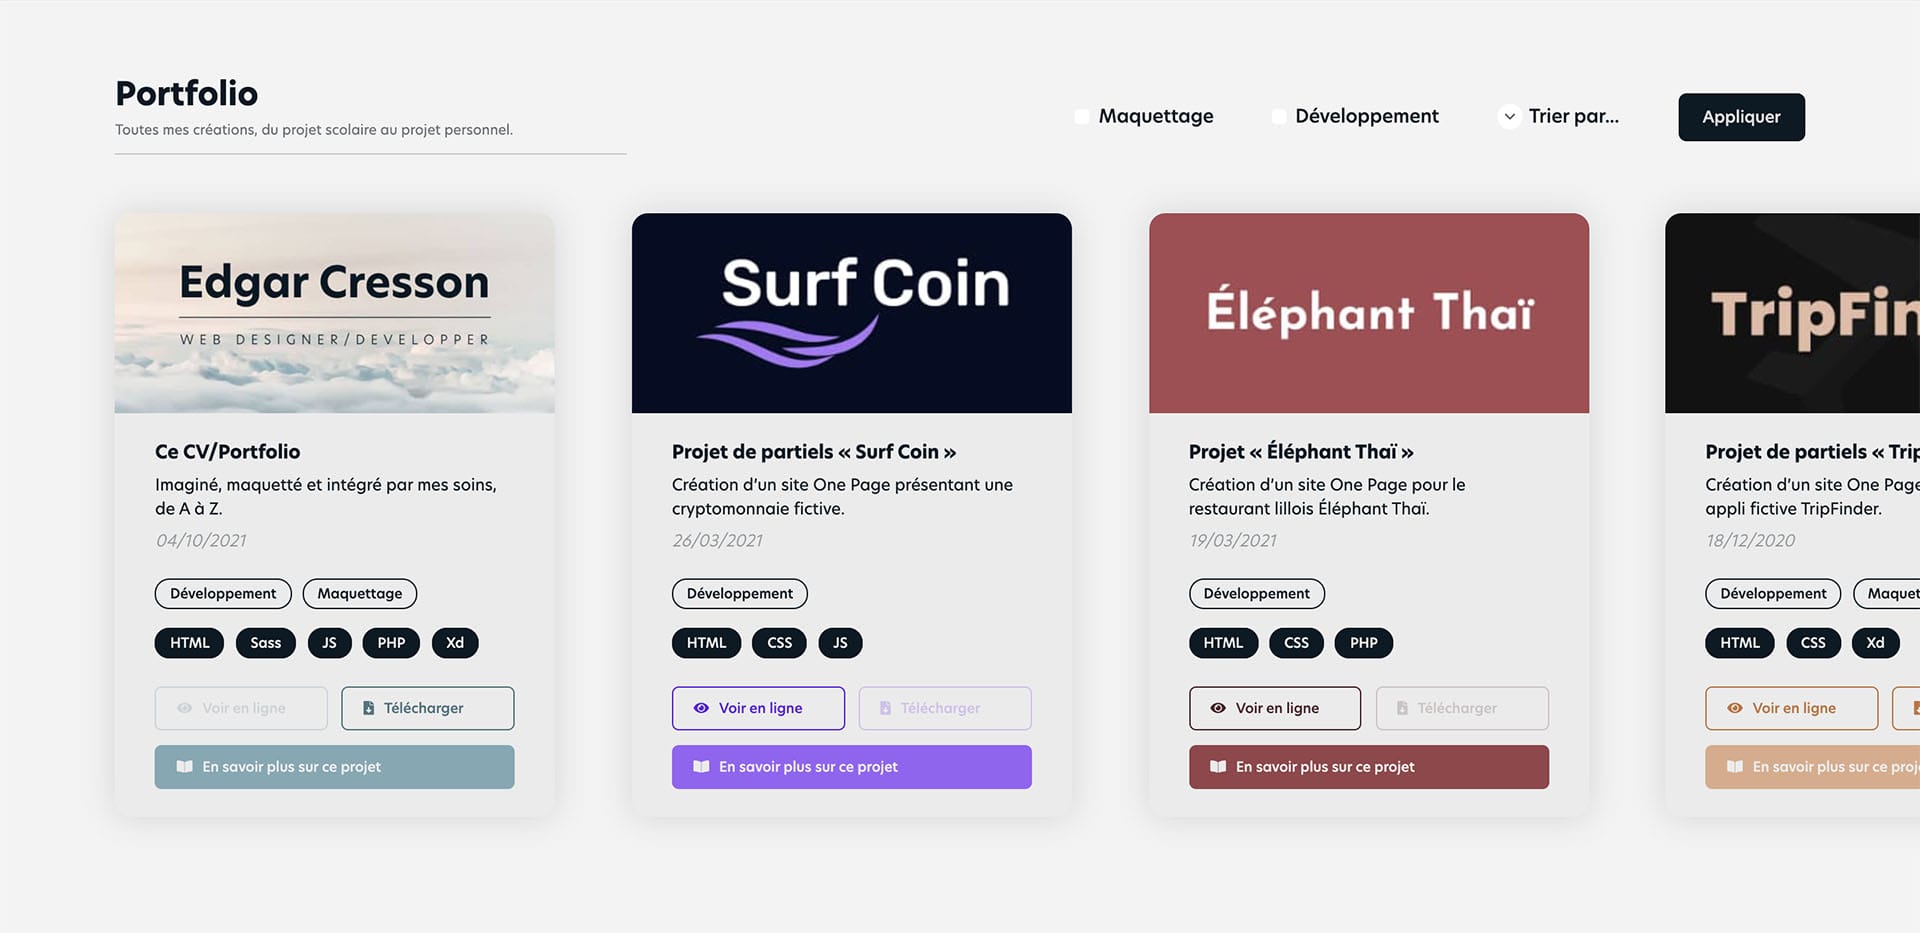 Portfolio
Toutes mes créations, du projet scolaire au projet personnel.
Maquettage
Développement
Trier par...
Appliquer
Edgar Cresson
WEB DESIGNER/DEVELOPPER
Ce CV/Portfolio
Imaginé, maquetté et intégré par mes soins,
de A à Z.
04/10/2021
Développement
Maquettage
HTML
Sass
JS
PHP
Xd
Voir en ligne
Télécharger
En savoir plus sur ce projet
Surf Coin
Projet de partiels « Surf Coin »
Création d’un site One Page présentant une
cryptomonnaie fictive.
26/03/2021
Développement
HTML
CSS
JS
Voir en ligne
Télécharger
En savoir plus sur ce projet
Éléphant Thaï
Projet « Éléphant Thaï »
Création d’un site One Page pour le
restaurant lillois Éléphant Thaï.
19/03/2021
Développement
HTML
CSS
PHP
Voir en ligne
Télécharger
En savoir plus sur ce projet
TripFin
Projet de partiels « Trip
Création d’un site One Page
appli fictive TripFinder.
18/12/2020
Développement
Maquet
HTML
CSS
Xd
Voir en ligne
En savoir plus sur ce proj